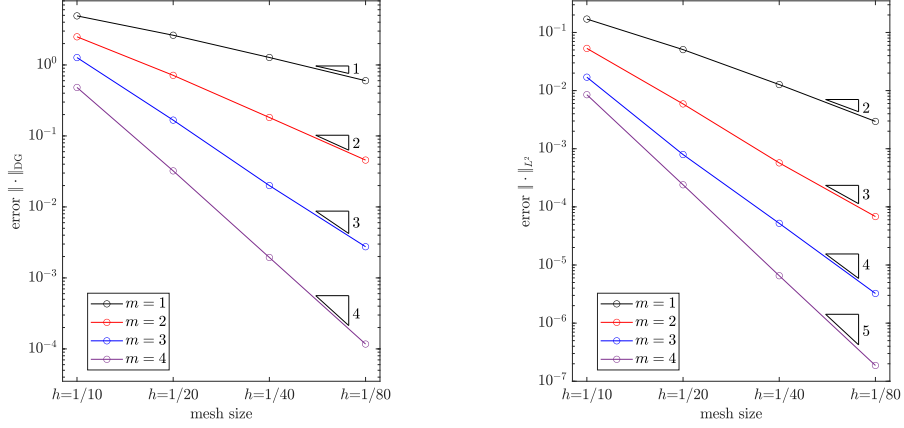 error ‖ · ‖DG
10⁰
10⁻¹
10⁻²
10⁻³
10⁻⁴
1
2
3
4
m = 1
m = 2
m = 3
m = 4
h=1/10
h=1/20
h=1/40
h=1/80
mesh size
error ‖ · ‖L²
10⁻¹
10⁻²
10⁻³
10⁻⁴
10⁻⁵
10⁻⁶
10⁻⁷
2
3
4
5
m = 1
m = 2
m = 3
m = 4
h=1/10
h=1/20
h=1/40
h=1/80
mesh size